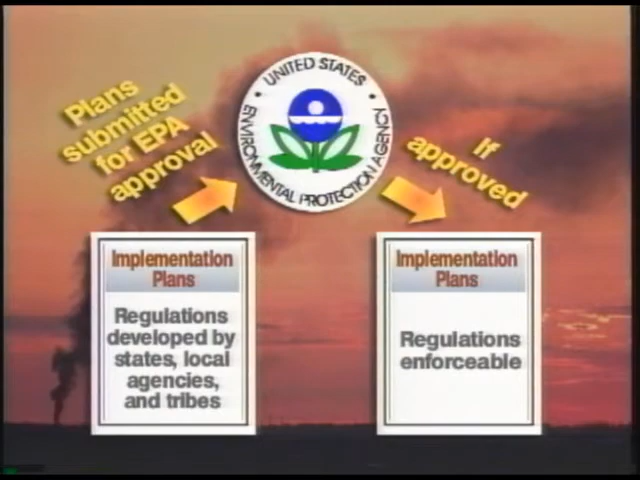 Plans
submitted
for EPA
approval
UNITED STATES
ENVIRONMENTAL PROTECTION AGENCY
If
approved
Implementation
Plans
Regulations
developed by
states, local
agencies,
and tribes
Implementation
Plans
Regulations
enforceable